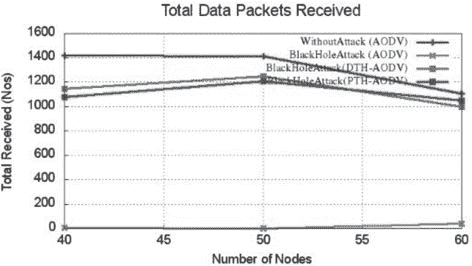 Total Data Packets Received
Total Received (Nos)
1600
1400
1200
1000
800
600
400
200
0
WithoutAttack (AODV)
BlackHoleAttack (AODV)
BlackHoleAttack(DTH-AODV)
BlackHoleAttack(PTH-AODV)
40
45
50
55
60
Number of Nodes